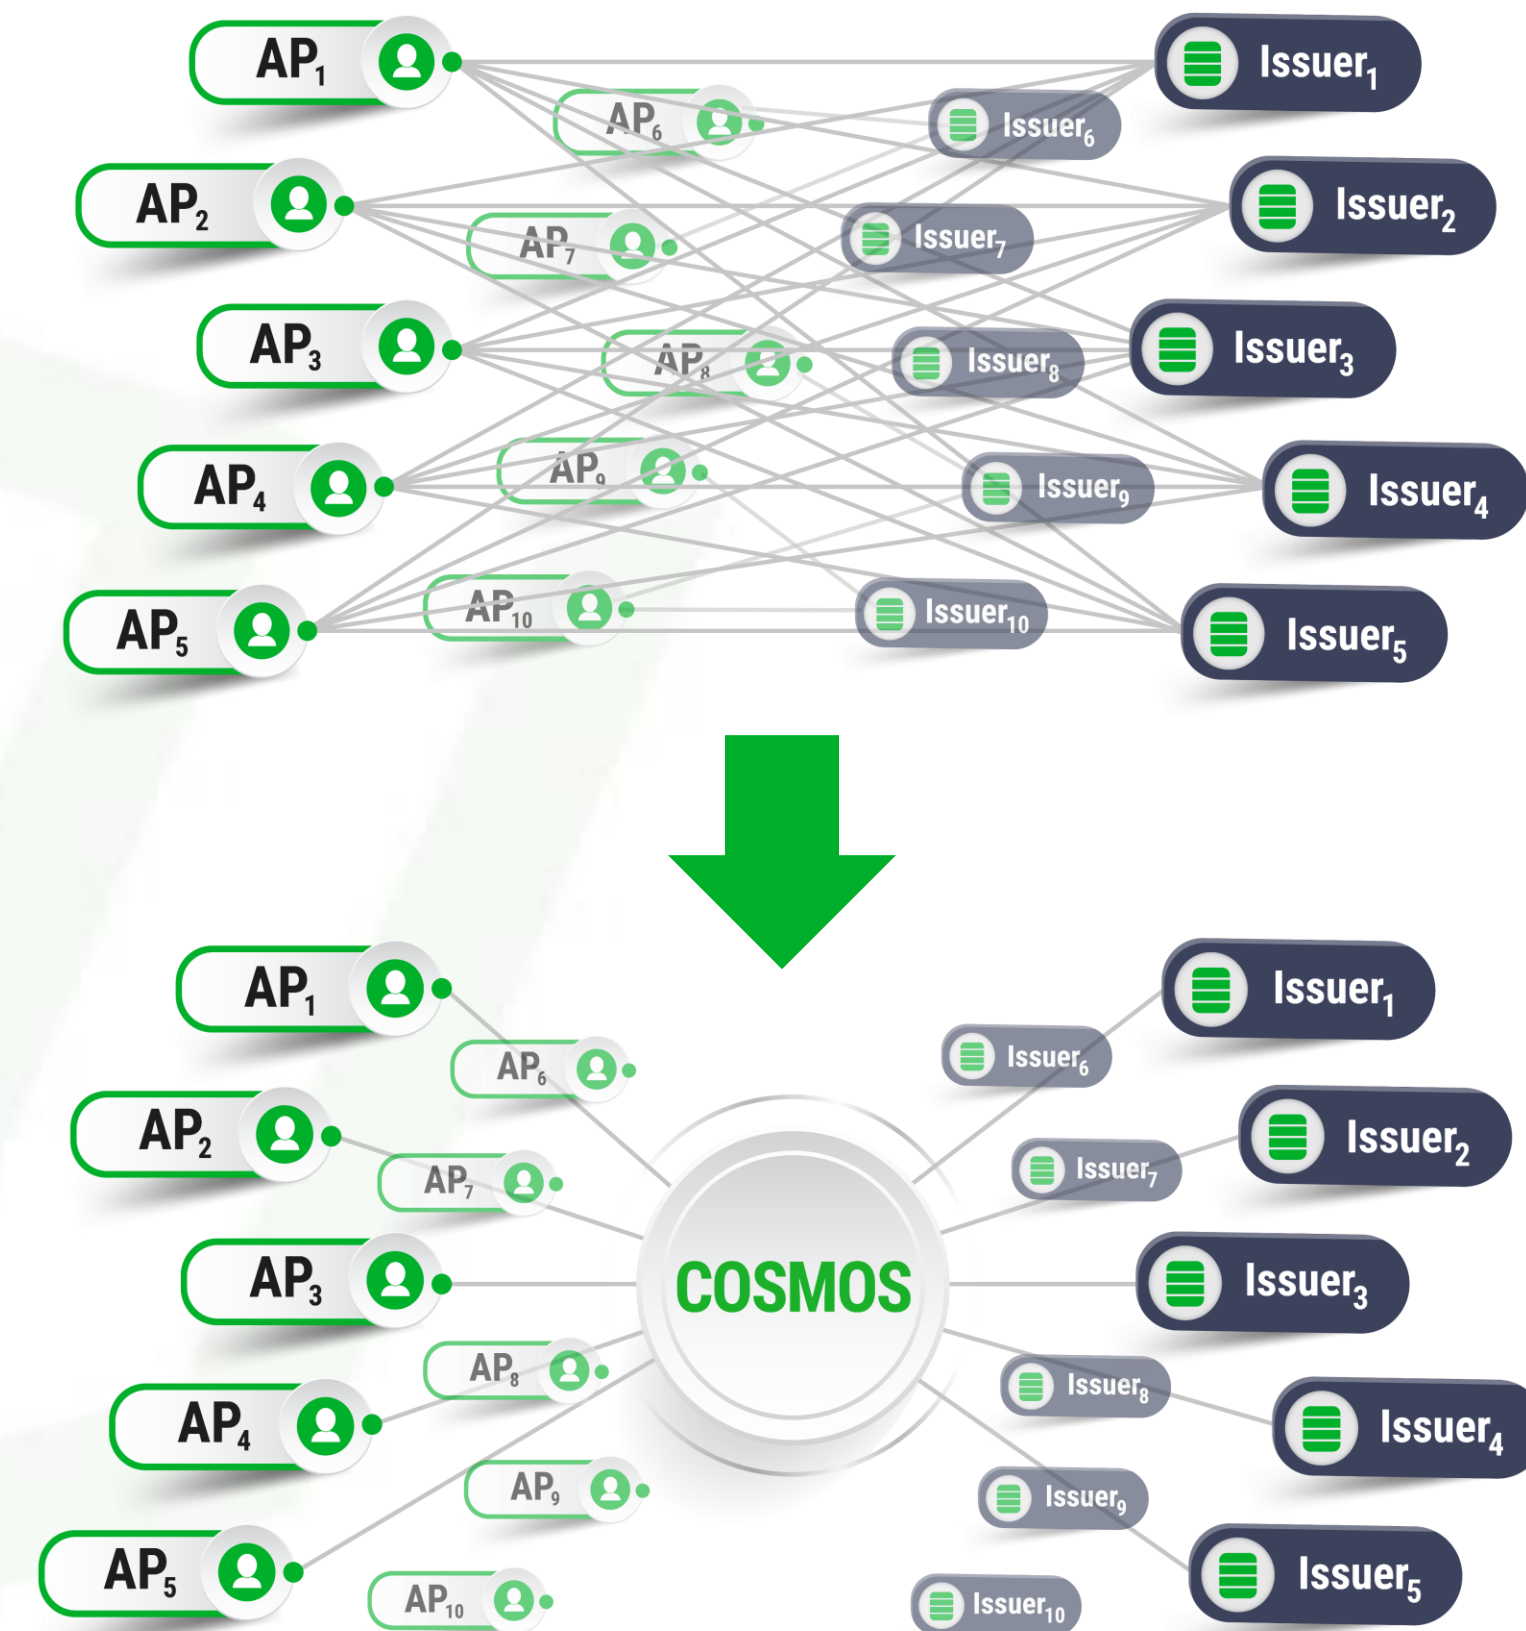 AP1
Issuer1
AP6
Issuer6
AP2
Issuer2
AP7
Issuer7
AP3
Issuer3
AP8
Issuer8
AP4
Issuer4
AP9
Issuer9
AP5
Issuer5
AP10
Issuer10
AP1
Issuer1
AP6
Issuer6
AP2
Issuer2
AP7
Issuer7
AP3
COSMOS
Issuer3
AP8
Issuer8
AP4
Issuer4
AP9
Issuer9
AP5
Issuer5
AP10
Issuer10